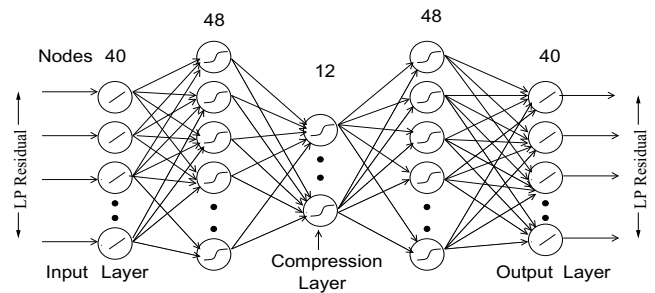 48
48
Nodes 40
12
40
LP Residual
LP Residual
Input Layer
Compression
Layer
Output Layer